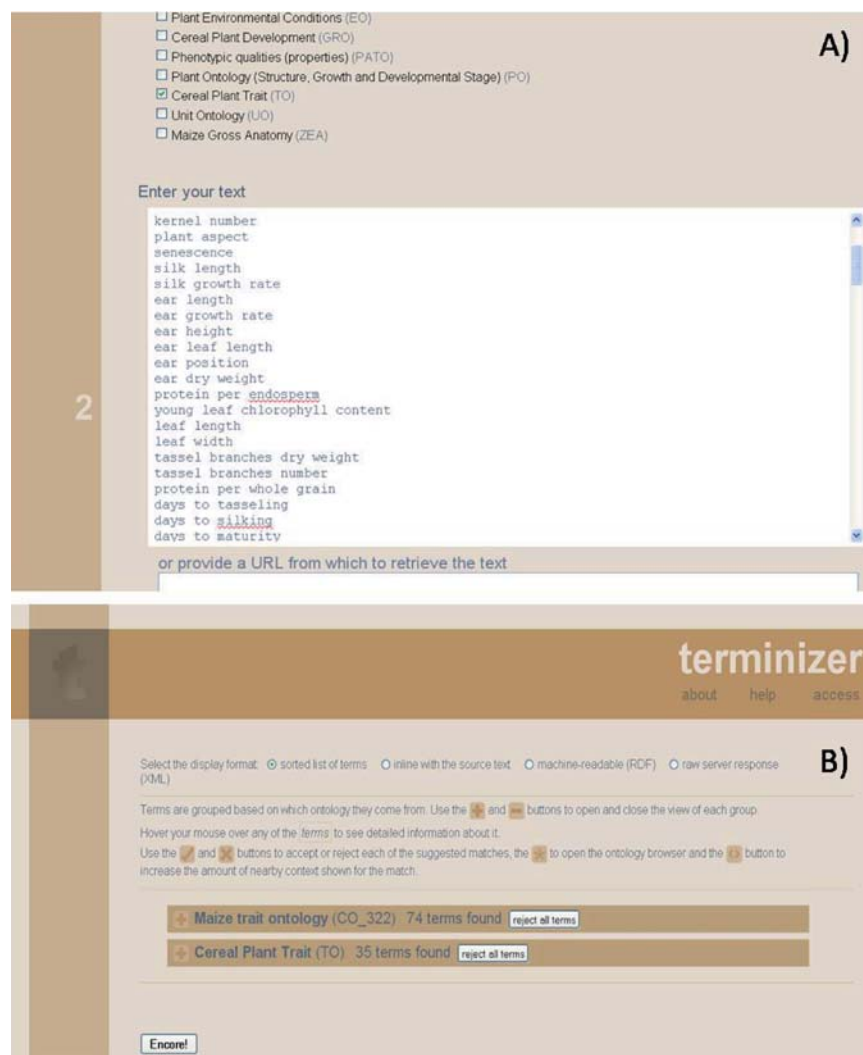 Plant Environmental Conditions (EO)
Cereal Plant Development (GRO)
Phenotypic qualities (properties) (PATO)
Plant Ontology (Structure, Growth and Developmental Stage) (PO)
Cereal Plant Trait (TO)
Unit Ontology (UO)
Maize Gross Anatomy (ZEA)
A)
Enter your text
kernel number
plant aspect
senescence
silk length
silk growth rate
ear length
ear growth rate
ear height
ear leaf length
ear position
ear dry weight
protein per endosperm
young leaf chlorophyll content
leaf length
leaf width
tassel branches dry weight
tassel branches number
protein per whole grain
days to tasseling
days to silking
days to maturity
2
or provide a URL from which to retrieve the text
t
terminizer
about help access
Select the display format: sorted list of terms inline with the source text machine-readable (RDF) raw server response
(XML)
B)
Terms are grouped based on which ontology they come from. Use the + and − buttons to open and close the view of each group.
Hover your mouse over any of the terms to see detailed information about it.
Use the and buttons to accept or reject each of the suggested matches, the to open the ontology browser and the button to
increase the amount of nearby context shown for the match.
+ Maize trait ontology (CO_322) 74 terms found reject all terms
+ Cereal Plant Trait (TO) 35 terms found reject all terms
Encore!